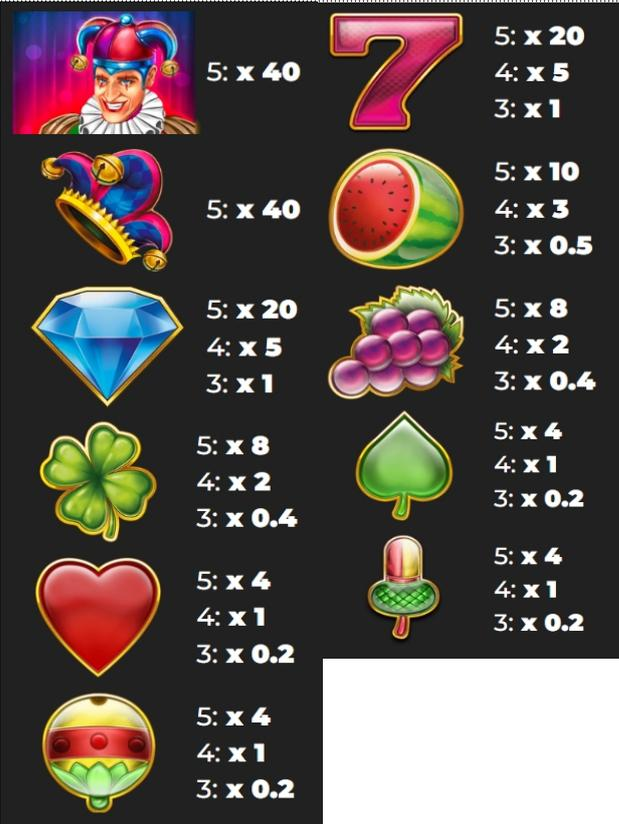 5: x 40
5: x 40
5: x 20
4: x 5
3: x 1
5: x 8
4: x 2
3: x 0.4
5: x 4
4: x 1
3: x 0.2
5: x 4
4: x 1
3: x 0.2
5: x 20
4: x 5
3: x 1
5: x 10
4: x 3
3: x 0.5
5: x 8
4: x 2
3: x 0.4
5: x 4
4: x 1
3: x 0.2
5: x 4
4: x 1
3: x 0.2